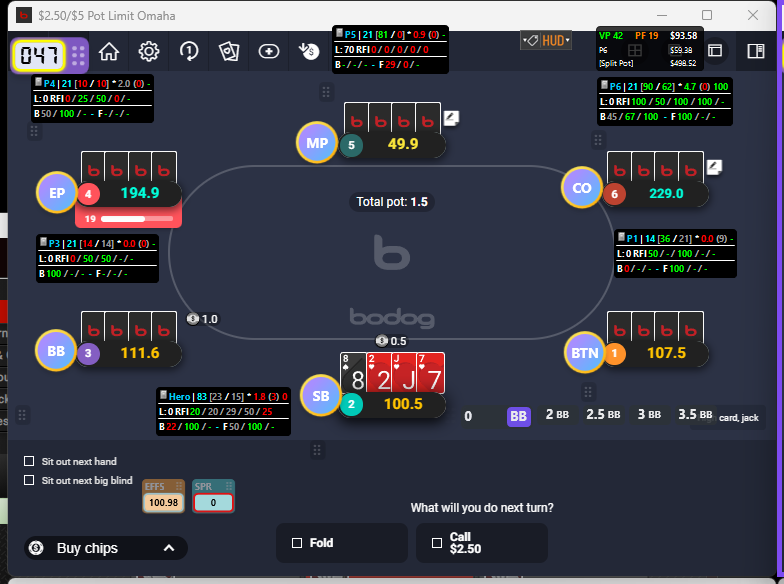 $2.50/$5 Pot Limit Omaha
047
1
HUD
VP 42 PF 19 $93.58
P6 $59.38
[Split Pot] $498.52
P5 | 21 [81 / 0] * 0.9 (0) -
L: 70 RFI 0 / 0 / 0 / 0 / 0
B - / - / - - F 29 / 0 / -
P4 | 21 [10 / 10] * 2.0 (0) -
L: 0 RFI 0 / 25 / 50 / 0 / -
B 50 / 100 / - - F - / - / -
P6 | 21 [90 / 62] * 4.7 (0) 100
L: 0 RFI 100 / 50 / 100 / 100 / -
B 45 / 67 / 100 - F 100 / - / -
MP
5
49.9
EP
4
194.9
19
CO
6
229.0
Total pot: 1.5
P3 | 21 [14 / 14] * 0.0 (0) -
L: 0 RFI 0 / 50 / 50 / - / -
B 100 / - / - - F - / - / -
P1 | 14 [36 / 21] * 0.0 (9) -
L: 0 RFI 50 / - / 100 / - / -
B 0 / - / - - F 100 / - / -
b
bodog
1.0
0.5
BB
3
111.6
8 2 J 7
8 2 J 7
SB
2
100.5
BTN
1
107.5
Hero | 83 [23 / 15] * 1.8 (3) 0
L: 0 RFI 20 / 20 / 29 / 50 / 25
B 22 / 100 / - - F 50 / 100 / -
0 BB 2 BB 2.5 BB 3 BB 3.5 BB
card, jack
Sit out next hand
Sit out next big blind
EFFS
100.98
SPR
0
What will you do next turn?
Buy chips
Fold
Call
$2.50